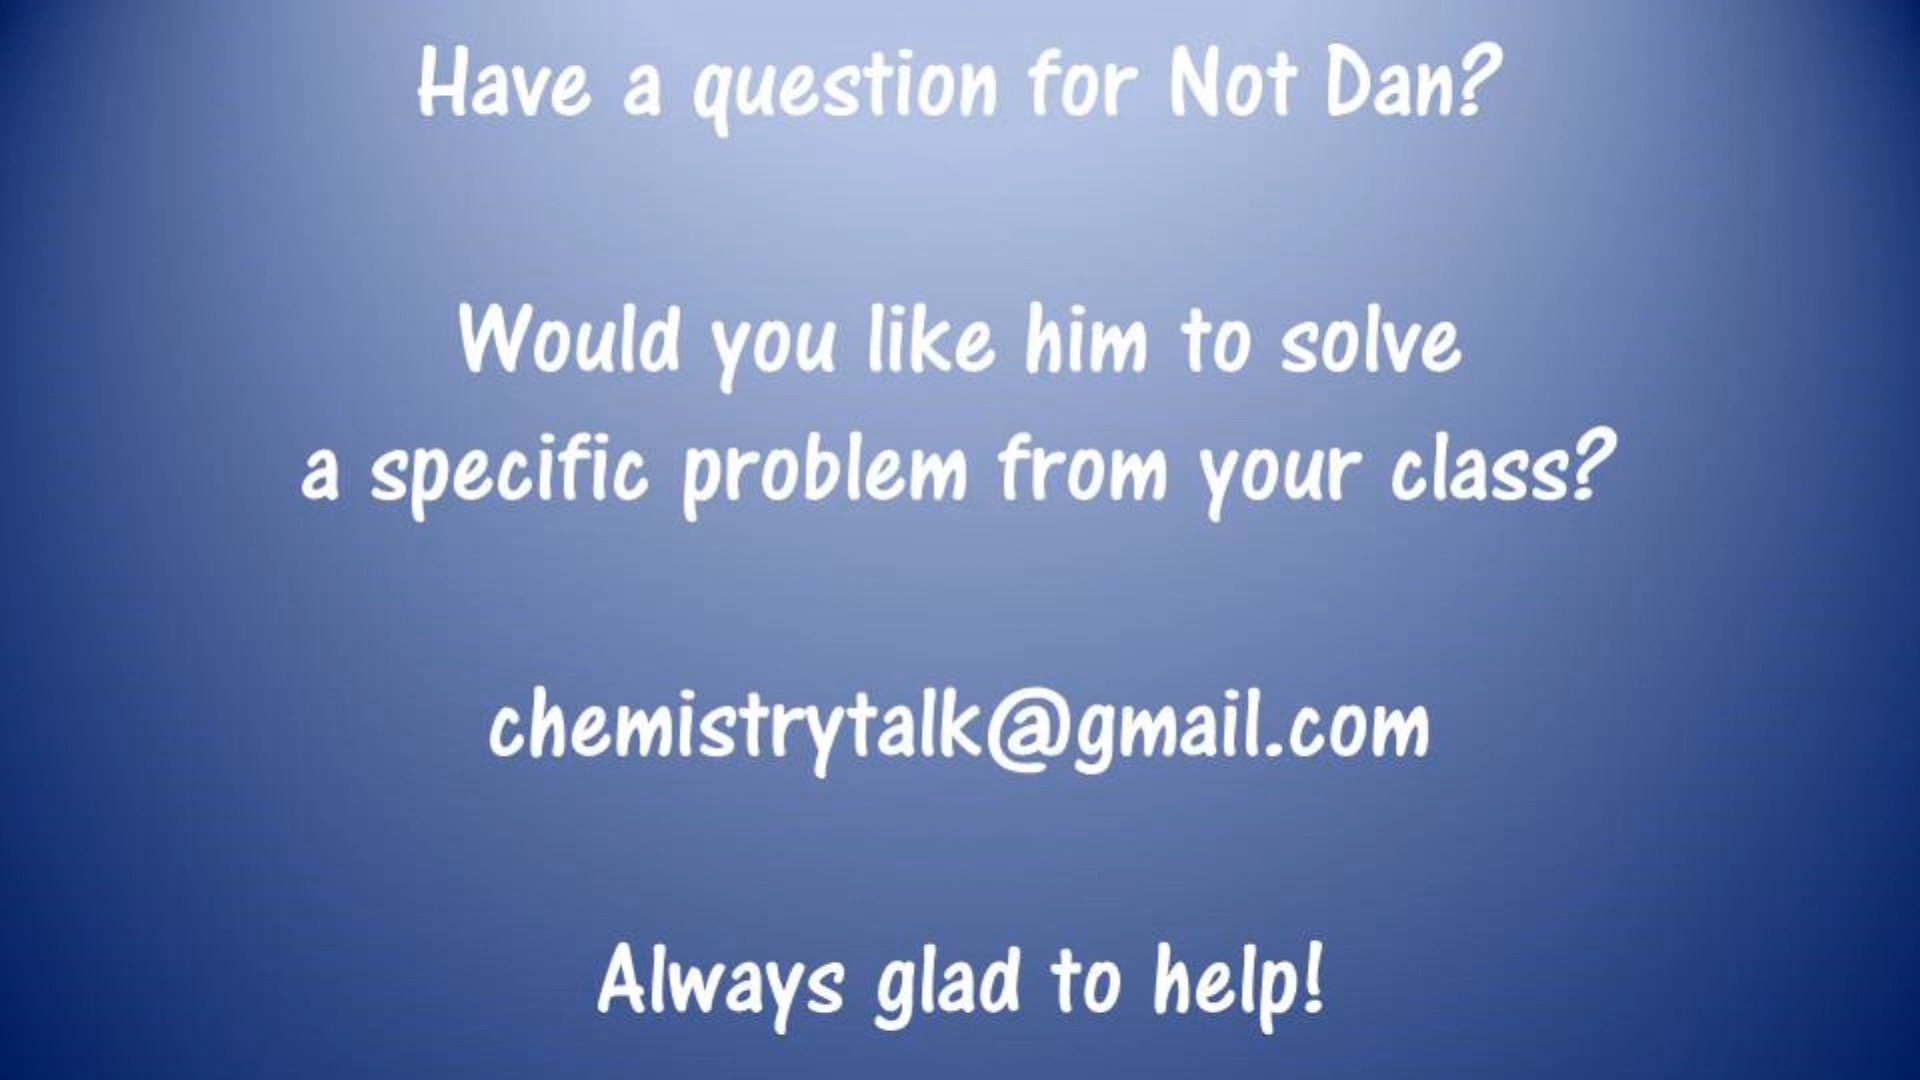 Have a question for Not Dan?
Would you like him to solve
a specific problem from your class?
chemistrytalk@gmail.com
Always glad to help!